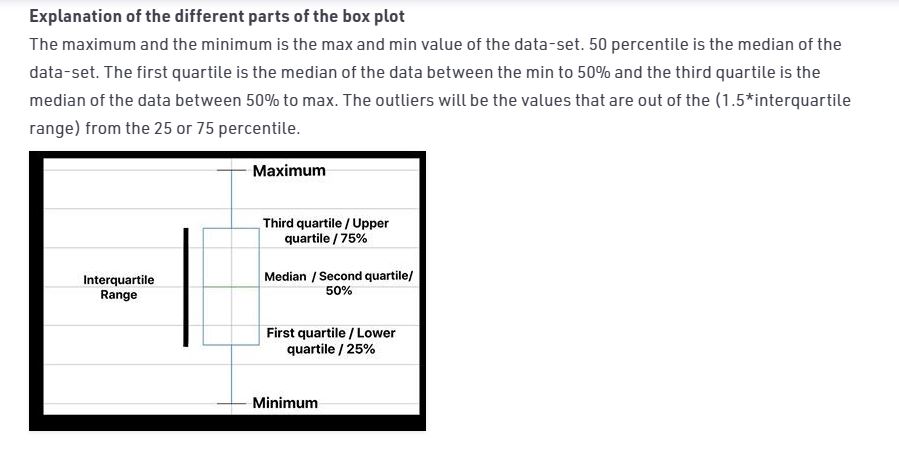 Explanation of the different parts of the box plot
The maximum and the minimum is the max and min value of the data-set. 50 percentile is the median of the
data-set. The first quartile is the median of the data between the min to 50% and the third quartile is the
median of the data between 50% to max. The outliers will be the values that are out of the (1.5*interquartile
range) from the 25 or 75 percentile.
Maximum
Third quartile / Upper
quartile / 75%
Interquartile
Range
Median / Second quartile/
50%
First quartile / Lower
quartile / 25%
Minimum